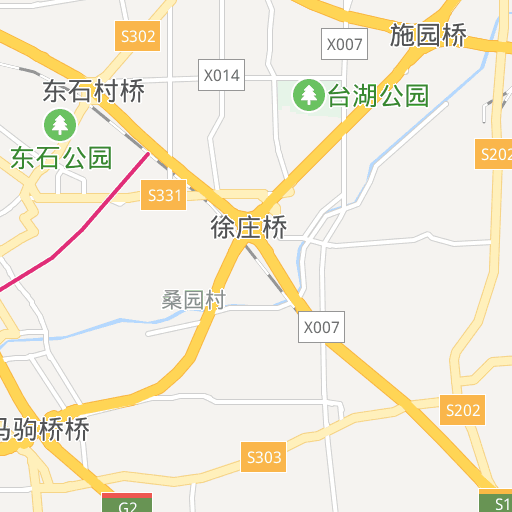 S302
施园桥
X007
X014
东石村桥
台湖公园
东石公园
S202
S331
徐庄桥
桑园村
X007
S202
马驹桥桥
S303
G2
S1